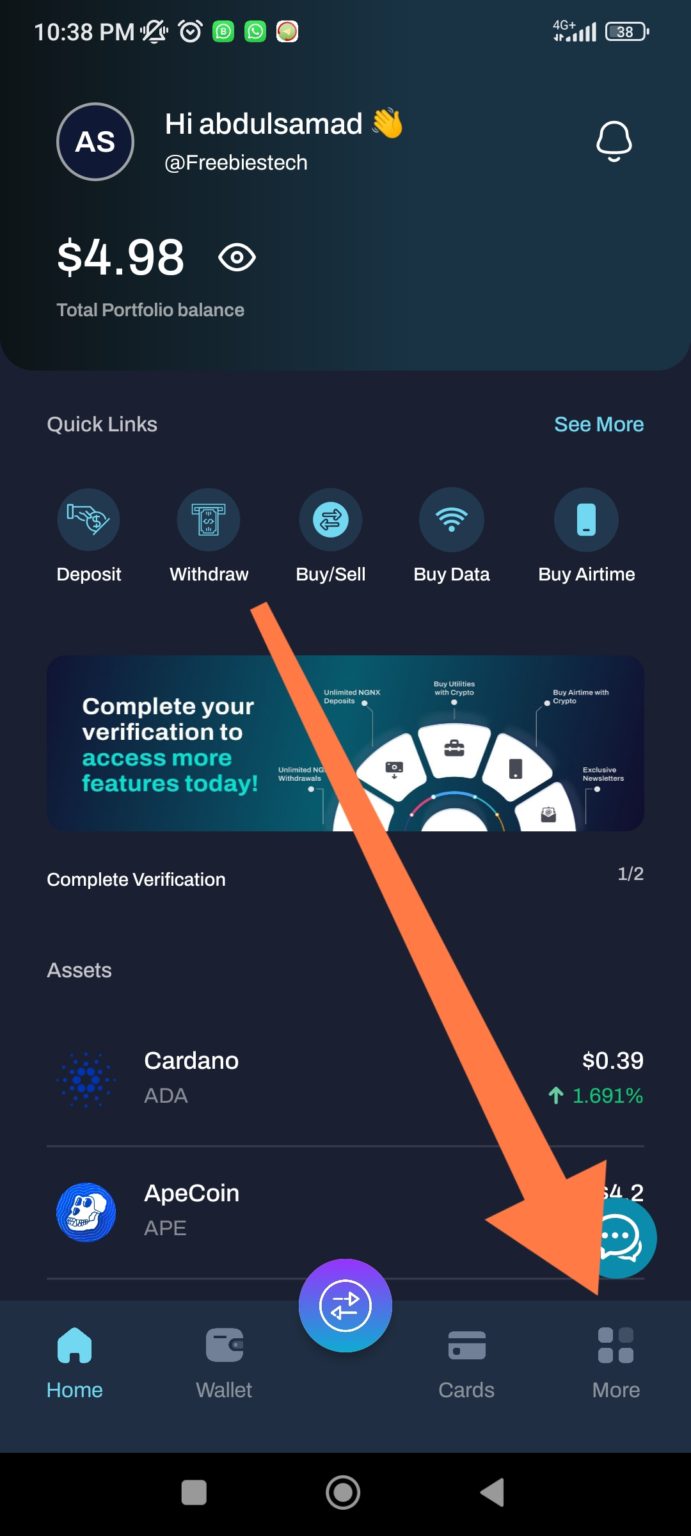 10:38 PM
4G+
38
AS
Hi abdulsamad 👋
@Freebiestech
$4.98
Total Portfolio balance
Quick Links
See More
Deposit
Withdraw
Buy/Sell
Buy Data
Buy Airtime
Complete your
verification to
access more
features today!
Unlimited NGNX
Deposits
Buy Utilities
with Crypto
Buy Airtime with
Crypto
Unlimited
Withdrawals
Exclusive
Newsletters
Complete Verification
1/2
Assets
Cardano
$0.39
ADA
1.691%
ApeCoin
$4.2
APE
Home
Wallet
Cards
More